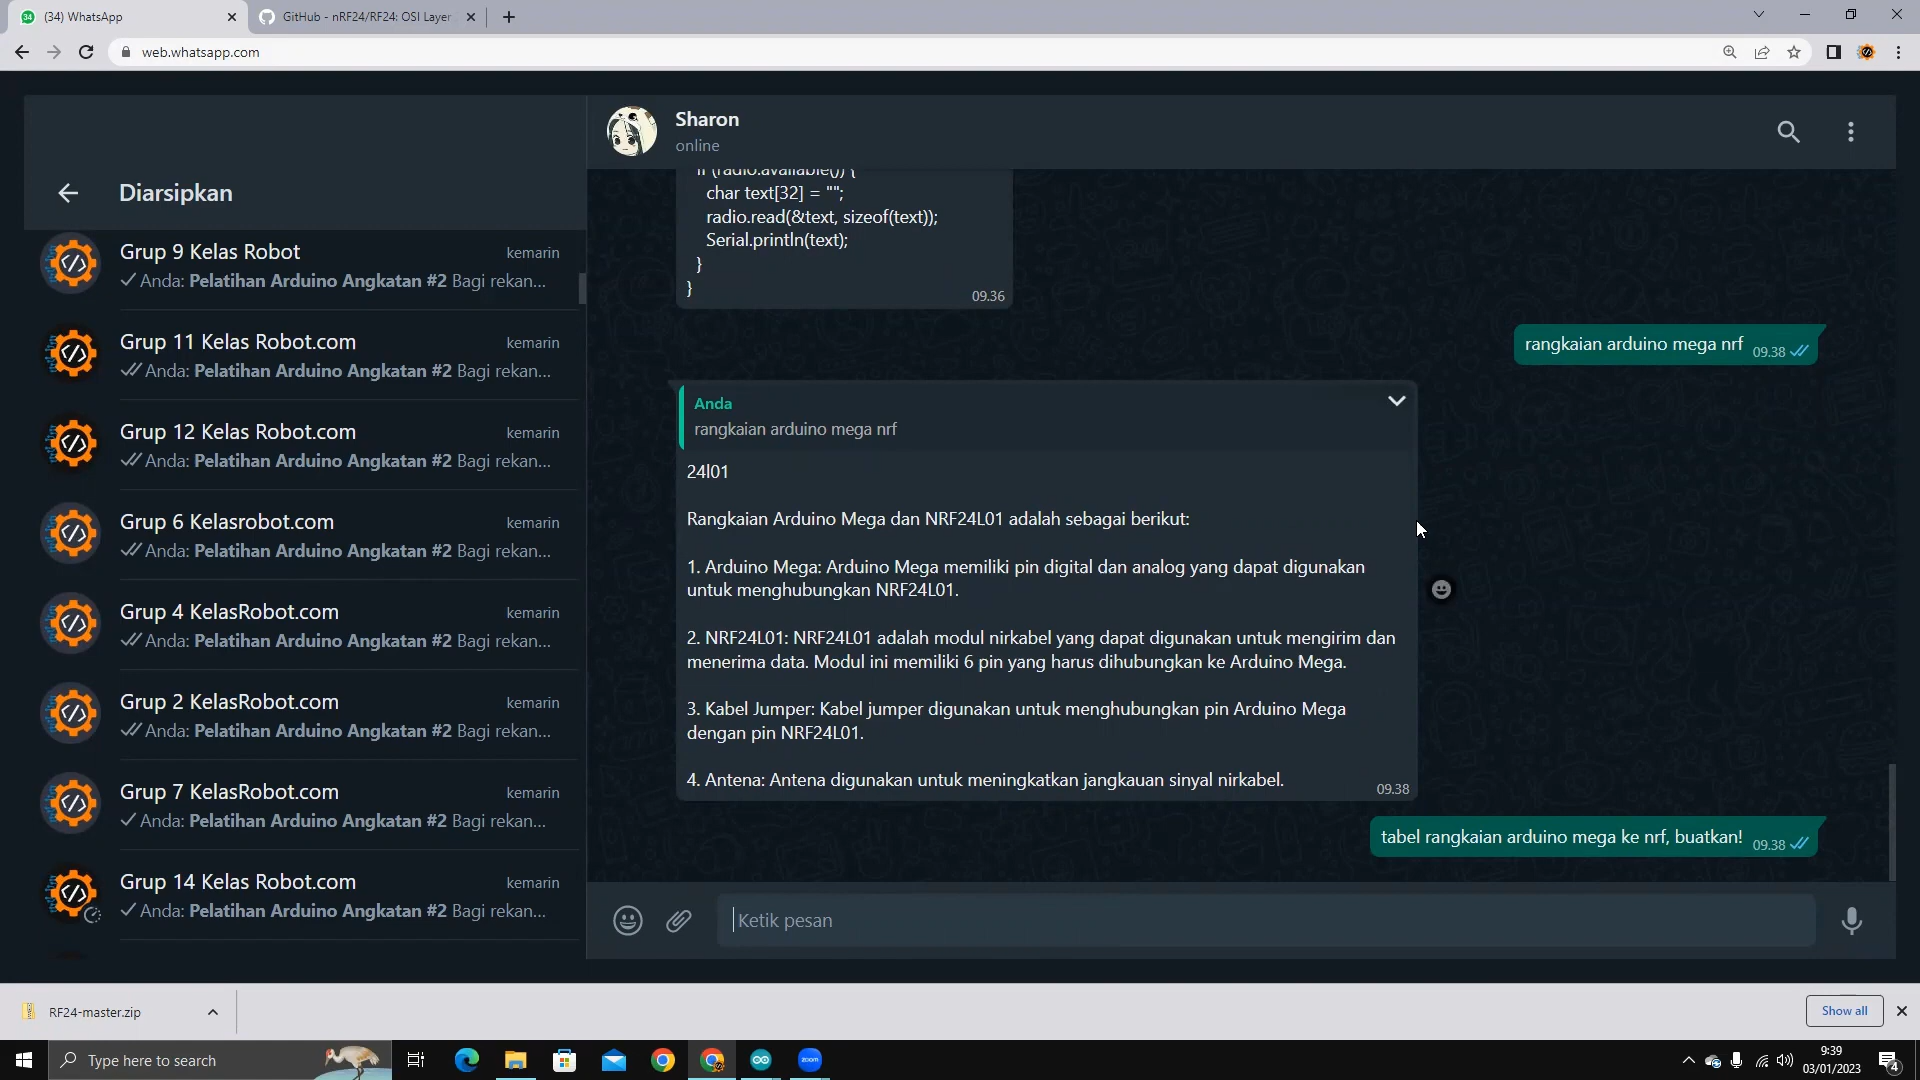 (34) WhatsApp
GitHub - nRF24/RF24: OSI Layer
web.whatsapp.com
Diarsipkan
Grup 9 Kelas Robot
kemarin
Anda: Pelatihan Arduino Angkatan #2 Bagi rekan...
Grup 11 Kelas Robot.com
kemarin
Anda: Pelatihan Arduino Angkatan #2 Bagi rekan...
Grup 12 Kelas Robot.com
kemarin
Anda: Pelatihan Arduino Angkatan #2 Bagi rekan...
Grup 6 Kelasrobot.com
kemarin
Anda: Pelatihan Arduino Angkatan #2 Bagi rekan...
Grup 4 KelasRobot.com
kemarin
Anda: Pelatihan Arduino Angkatan #2 Bagi rekan...
Grup 2 KelasRobot.com
kemarin
Anda: Pelatihan Arduino Angkatan #2 Bagi rekan...
Grup 7 KelasRobot.com
kemarin
Anda: Pelatihan Arduino Angkatan #2 Bagi rekan...
Grup 14 Kelas Robot.com
kemarin
Anda: Pelatihan Arduino Angkatan #2 Bagi rekan...
Sharon
online
if (radio.available()) {
char text[32] = "";
radio.read(&text, sizeof(text));
Serial.println(text);
}
}
09.36
rangkaian arduino mega nrf
09.38
Anda
rangkaian arduino mega nrf
24l01
Rangkaian Arduino Mega dan NRF24L01 adalah sebagai berikut:
1. Arduino Mega: Arduino Mega memiliki pin digital dan analog yang dapat digunakan
untuk menghubungkan NRF24L01.
2. NRF24L01: NRF24L01 adalah modul nirkabel yang dapat digunakan untuk mengirim dan
menerima data. Modul ini memiliki 6 pin yang harus dihubungkan ke Arduino Mega.
3. Kabel Jumper: Kabel jumper digunakan untuk menghubungkan pin Arduino Mega
dengan pin NRF24L01.
4. Antena: Antena digunakan untuk meningkatkan jangkauan sinyal nirkabel.
09.38
tabel rangkaian arduino mega ke nrf, buatkan!
09.38
Ketik pesan
RF24-master.zip
Show all
Type here to search
zoom
9:39
03/01/2023
4